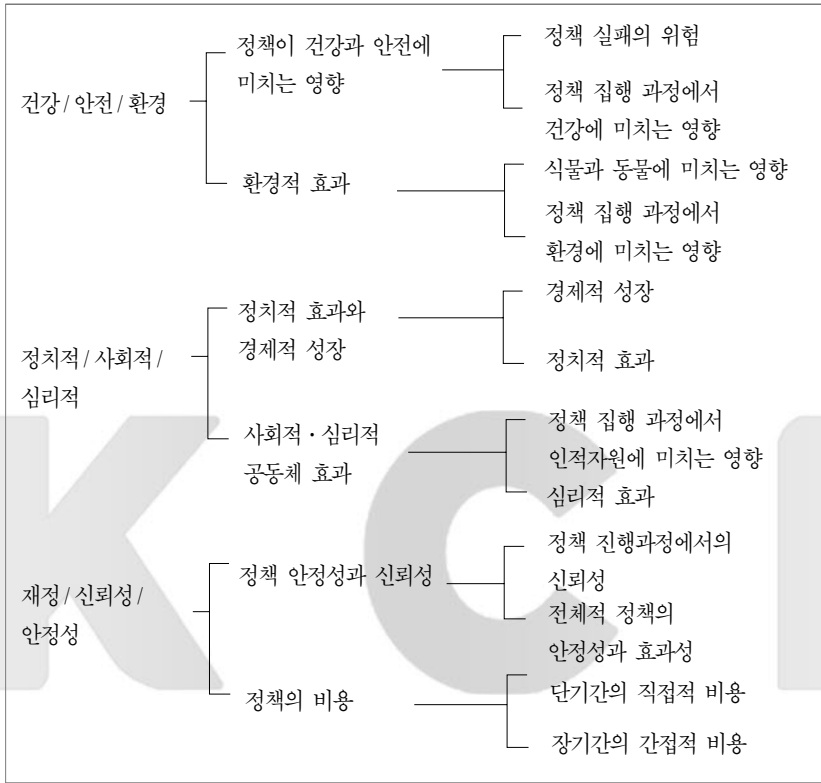 건강/안전/환경
정책이 건강과 안전에
미치는 영향
정책 실패의 위험
정책 집행 과정에서
건강에 미치는 영향
환경적 효과
식물과 동물에 미치는 영향
정책 집행 과정에서
환경에 미치는 영향
정치적/사회적/
심리적
정치적 효과와
경제적 성장
경제적 성장
정치적 효과
사회적·심리적
공동체 효과
정책 집행 과정에서
인적자원에 미치는 영향
심리적 효과
재정/신뢰성/
안정성
정책 안정성과 신뢰성
정책 진행과정에서의
신뢰성
전체적 정책의
안정성과 효과성
정책의 비용
단기간의 직접적 비용
장기간의 간접적 비용
KCI